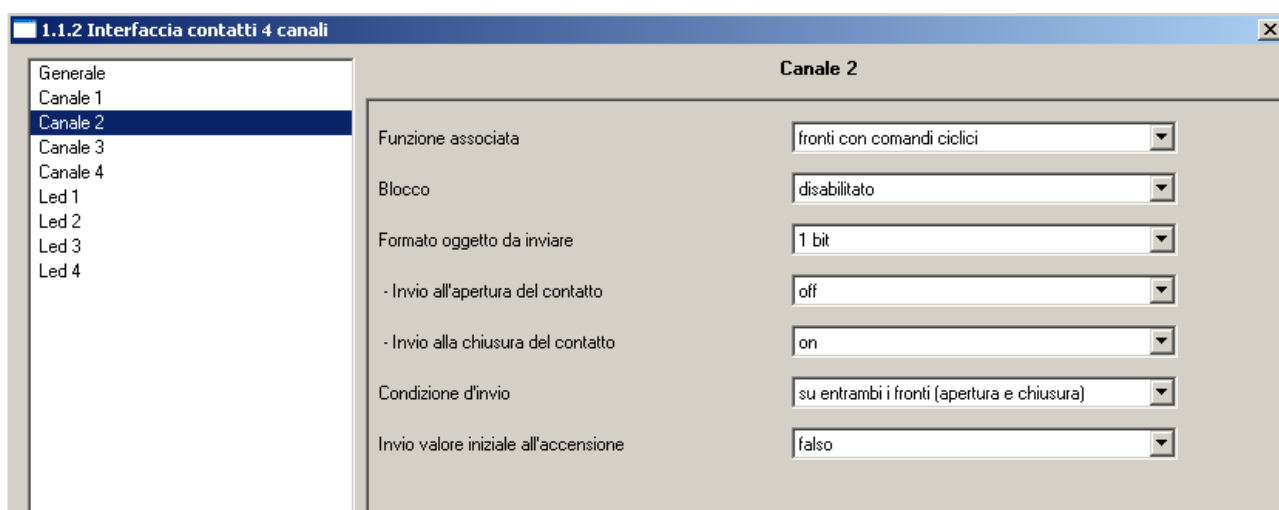 1.1.2 Interfaccia contatti 4 canali
Generale
Canale 1
Canale 2
Canale 3
Canale 4
Led 1
Led 2
Led 3
Led 4
Canale 2
Funzione associata fronti con comandi ciclici
Blocco disabilitato
Formato oggetto da inviare 1 bit
- Invio all'apertura del contatto off
- Invio alla chiusura del contatto on
Condizione d'invio su entrambi i fronti (apertura e chiusura)
Invio valore iniziale all'accensione falso